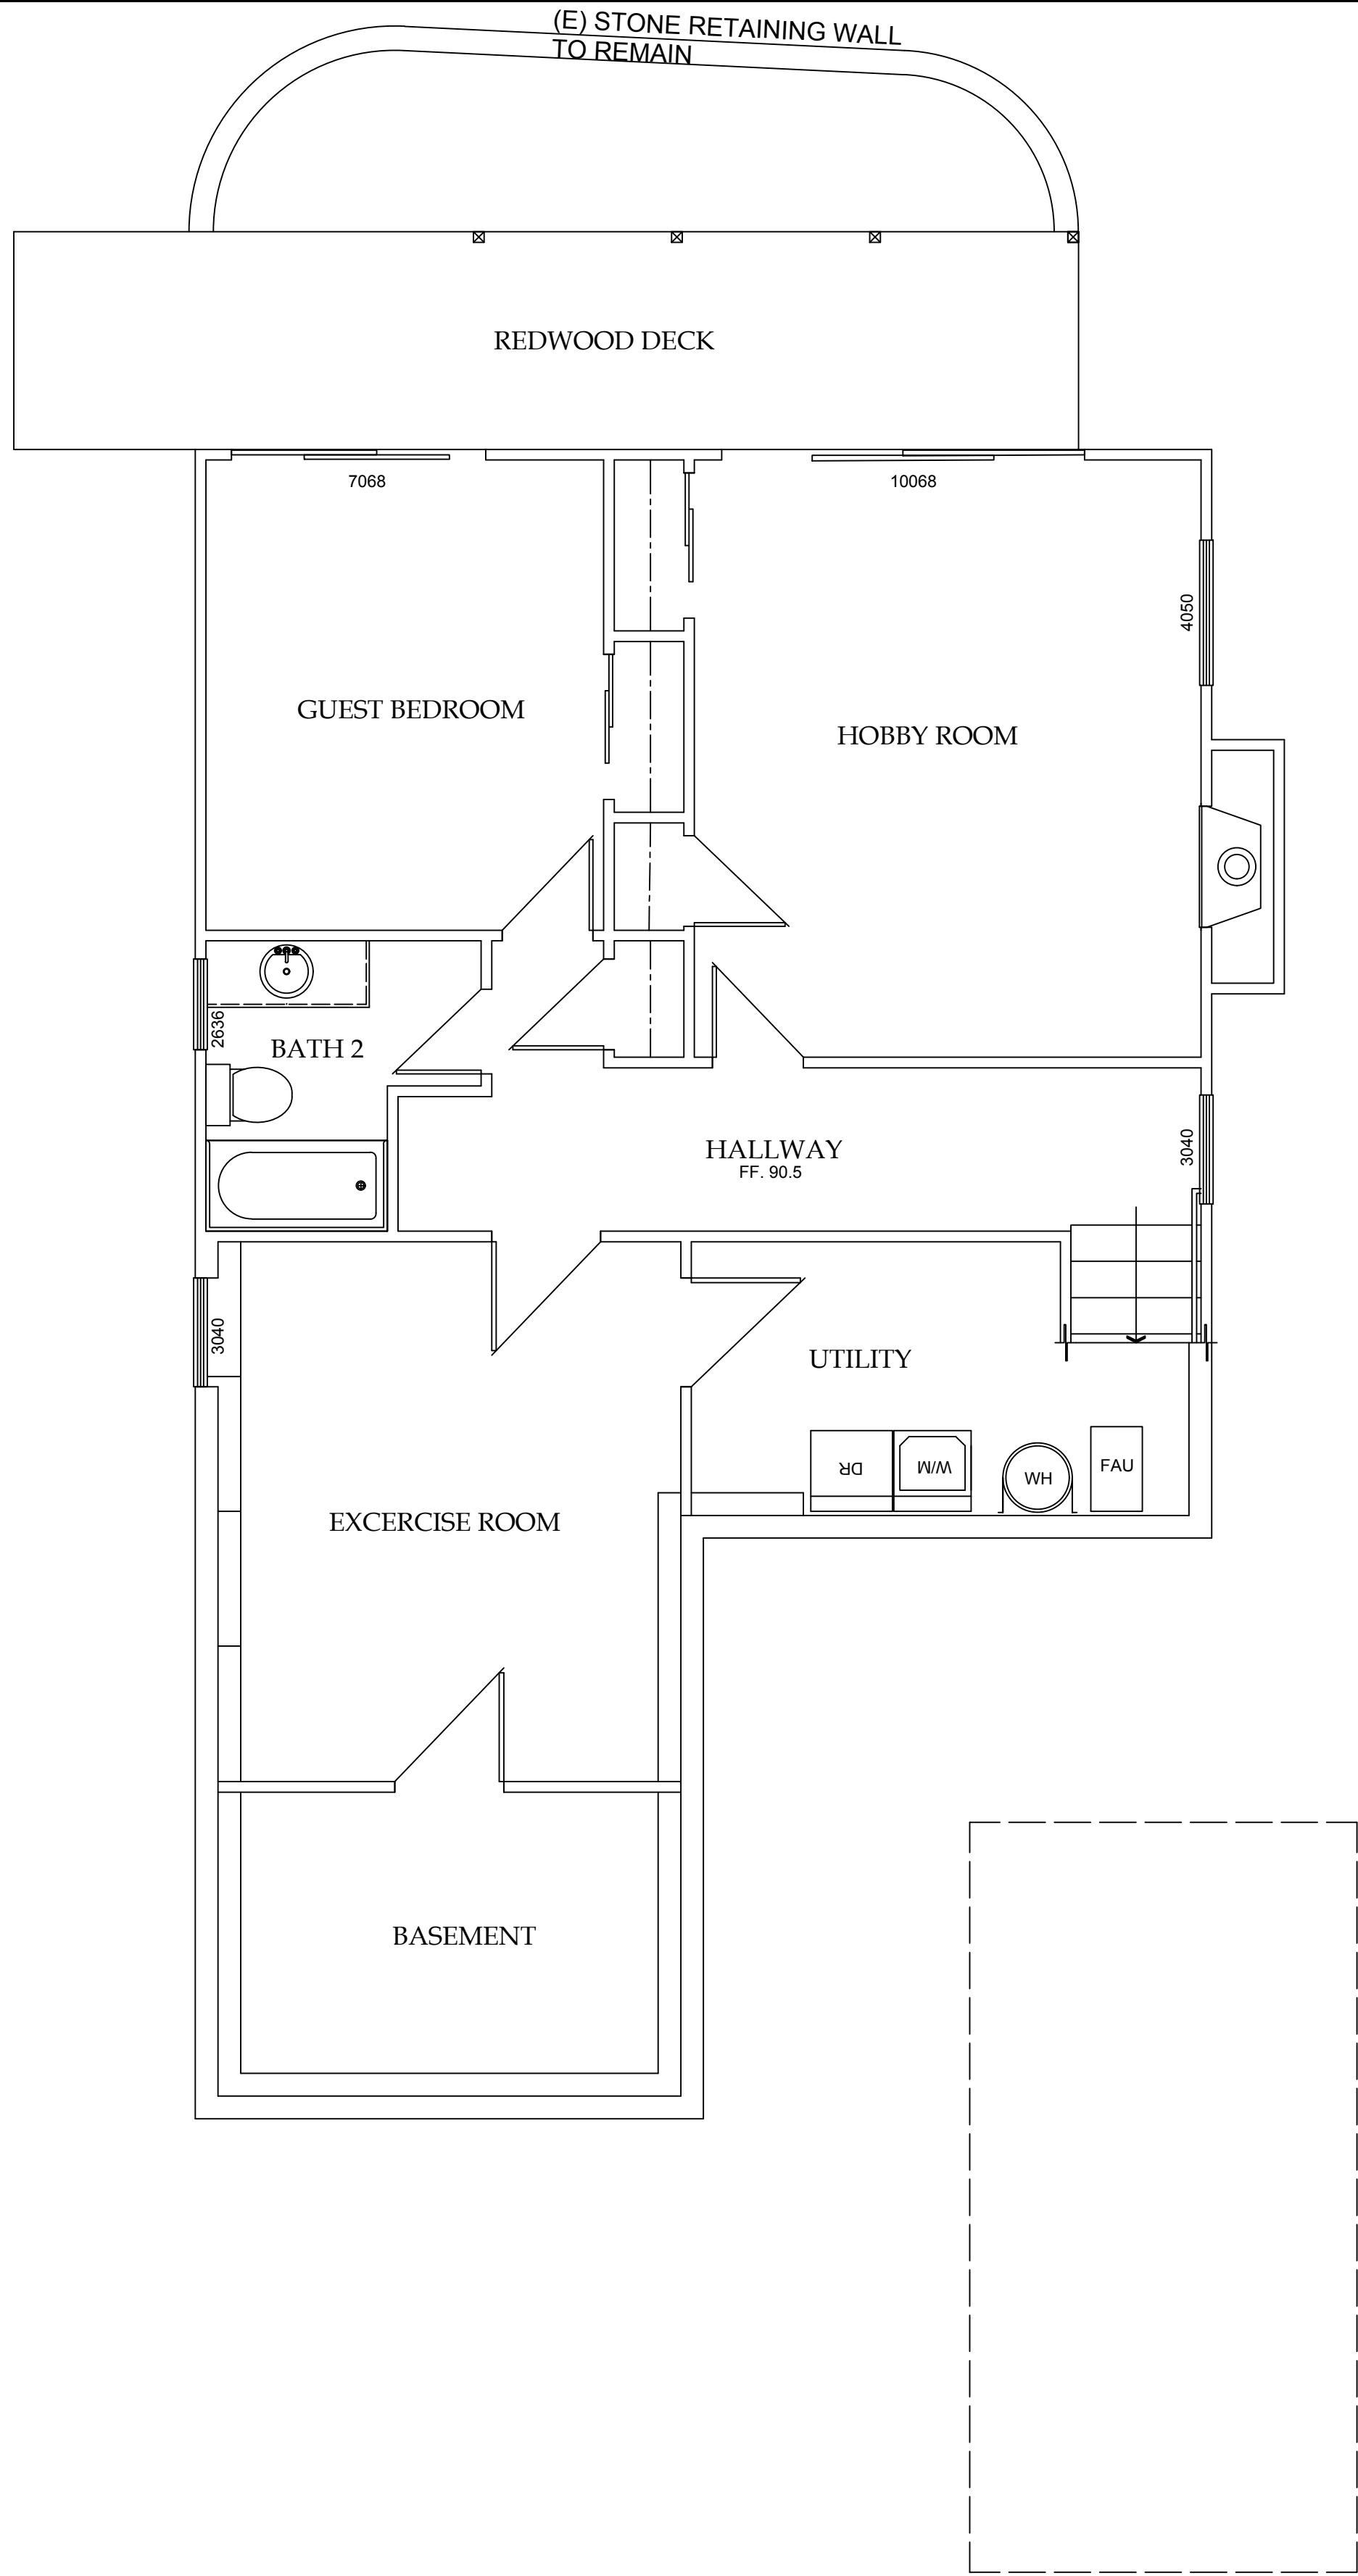 (E) STONE RETAINING WALL
TO REMAIN
REDWOOD DECK
7068
10068
4050
GUEST BEDROOM
HOBBY ROOM
2636
BATH 2
HALLWAY
FF. 90.5
3040
3040
UTILITY
DR
W/M
WH
FAU
EXCERCISE ROOM
BASEMENT